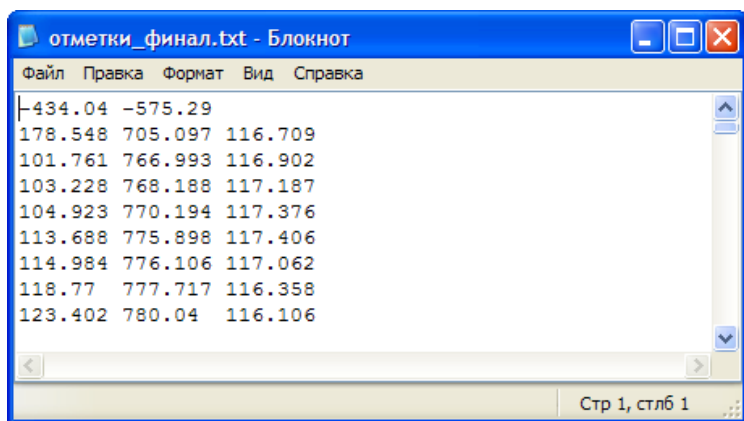 отметки_финал.txt - Блокнот
Файл Правка Формат Вид Справка
-434.04 -575.29
178.548 705.097 116.709
101.761 766.993 116.902
103.228 768.188 117.187
104.923 770.194 117.376
113.688 775.898 117.406
114.984 776.106 117.062
118.77 777.717 116.358
123.402 780.04 116.106
Стр 1, стлб 1